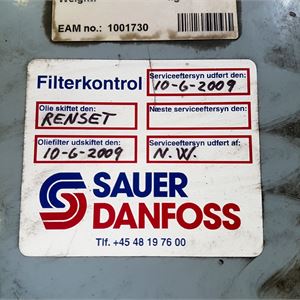 EAM no.: 1001730
Filterkontrol
Serviceeftersyn udført den:
10-6-2009
Olie skiftet den:
RENSET
Næste serviceeftersyn den:
Oliefilter udskiftet den:
10-6-2009
Serviceeftersyn udført af:
N.W.
SAUER
DANFOSS
Tlf. +45 48 19 76 00